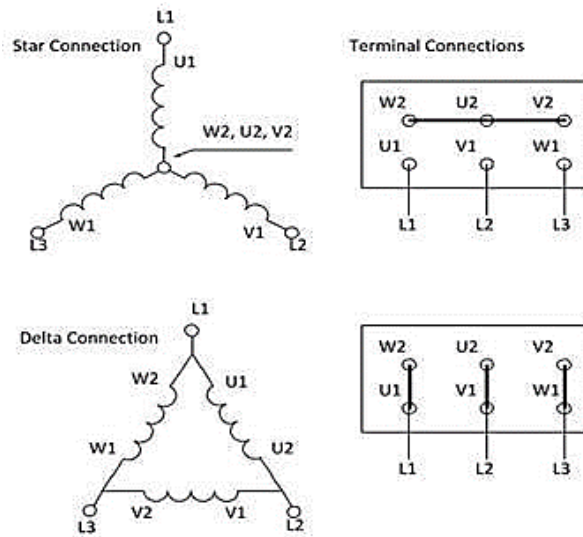 L1
Star Connection
Terminal Connections
U1
W2 U2 V2
W2, U2, V2
U1 V1 W1
W1 V1
L3 L2
L1 L2 L3
L1
Delta Connection
W2 U2 V2
W2 U1
U1 V1 W1
W1 U2
L1 L2 L3
V2 V1
L3 L2